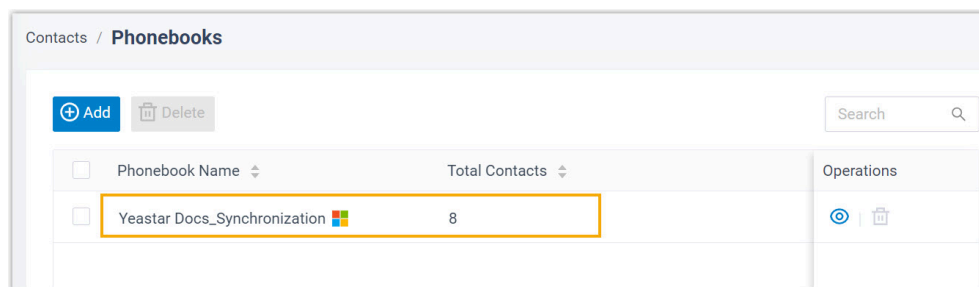 Contacts / Phonebooks
Add Delete Search
Phonebook Name Total Contacts Operations
Yeastar Docs_Synchronization 8